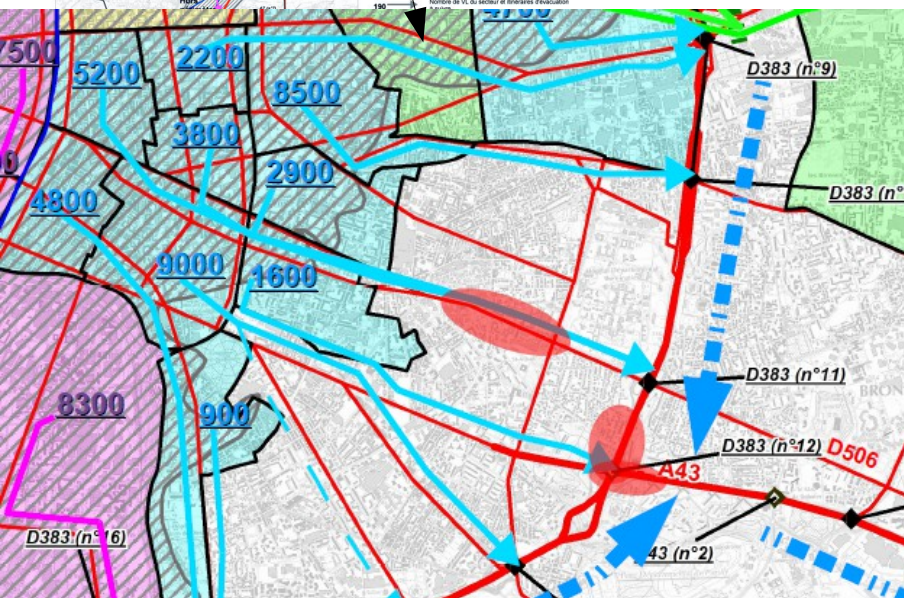 190
Nombre de VL du secteur et itinéraires d'évacuation
4700
7500
2200
5200
D383 (n°9)
8500
3800
2900
D383 (n°
4800
9000
1600
D383 (n°11)
8300
BRON
900
D383 (n°12)
D506
A43
D383 (n°16)
43 (n°2)